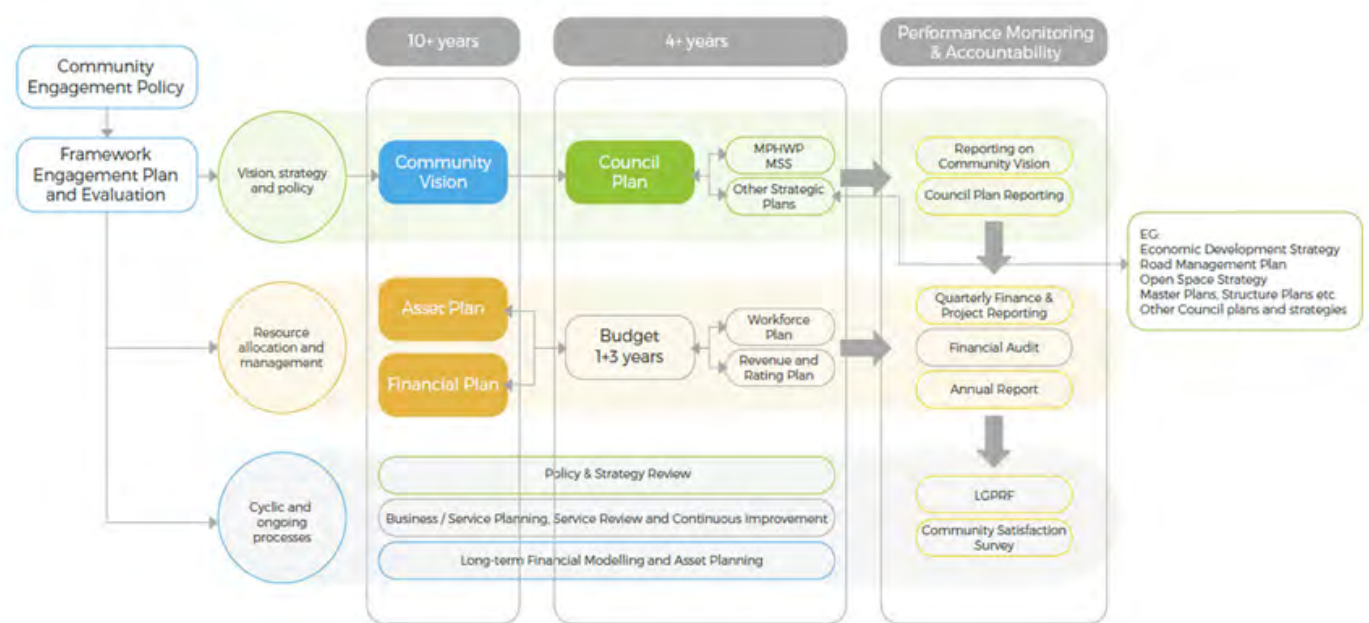 10+ years
4+ years
Performance Monitoring
& Accountability
Community
Engagement Policy
Framework
Engagement Plan
and Evaluation
Vision, strategy
and policy
Community
Vision
Council
Plan
MPHWP
MSS
Other Strategic
Plans
Reporting on
Community Vision
Council Plan Reporting
EG:
Economic Development Strategy
Road Management Plan
Open Space Strategy
Master Plans, Structure Plans etc
Other Council plans and strategies
Resource
allocation and
management
Asset Plan
Financial Plan
Budget
1+3 years
Workforce
Plan
Revenue and
Rating Plan
Quarterly Finance &
Project Reporting
Financial Audit
Annual Report
Cyclic and
ongoing
processes
Policy & Strategy Review
Business / Service Planning, Service Review and Continuous Improvement
Long-term Financial Modelling and Asset Planning
LGPRF
Community Satisfaction
Survey